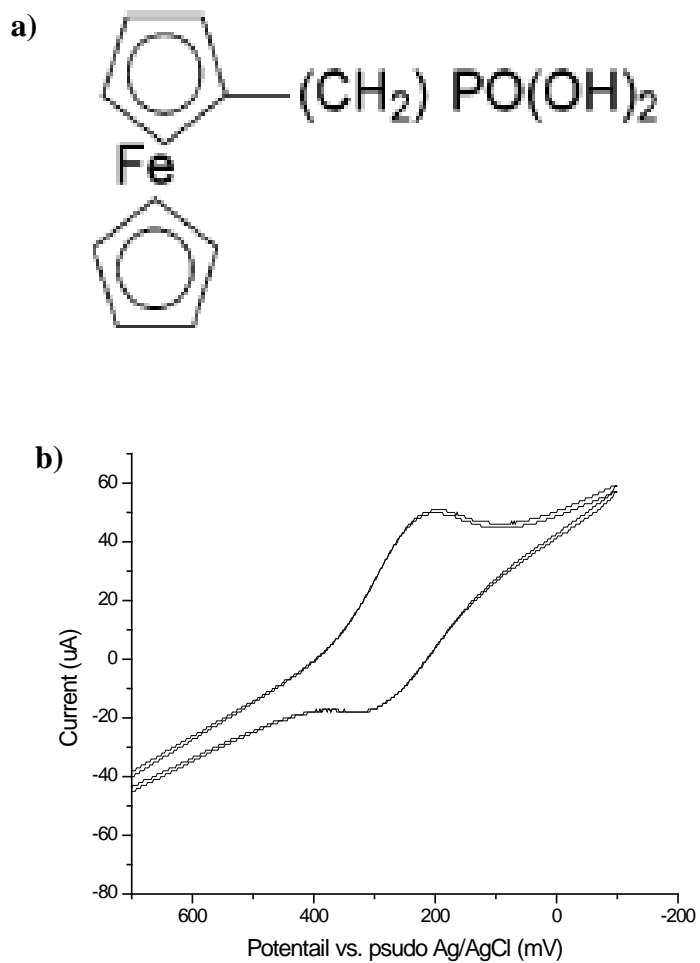 a)
(CH₂) PO(OH)₂
Fe
b)
60
40
20
0
-20
-40
-60
-80
Current (uA)
600 400 200 0 -200
Potentail vs. psudo Ag/AgCl (mV)